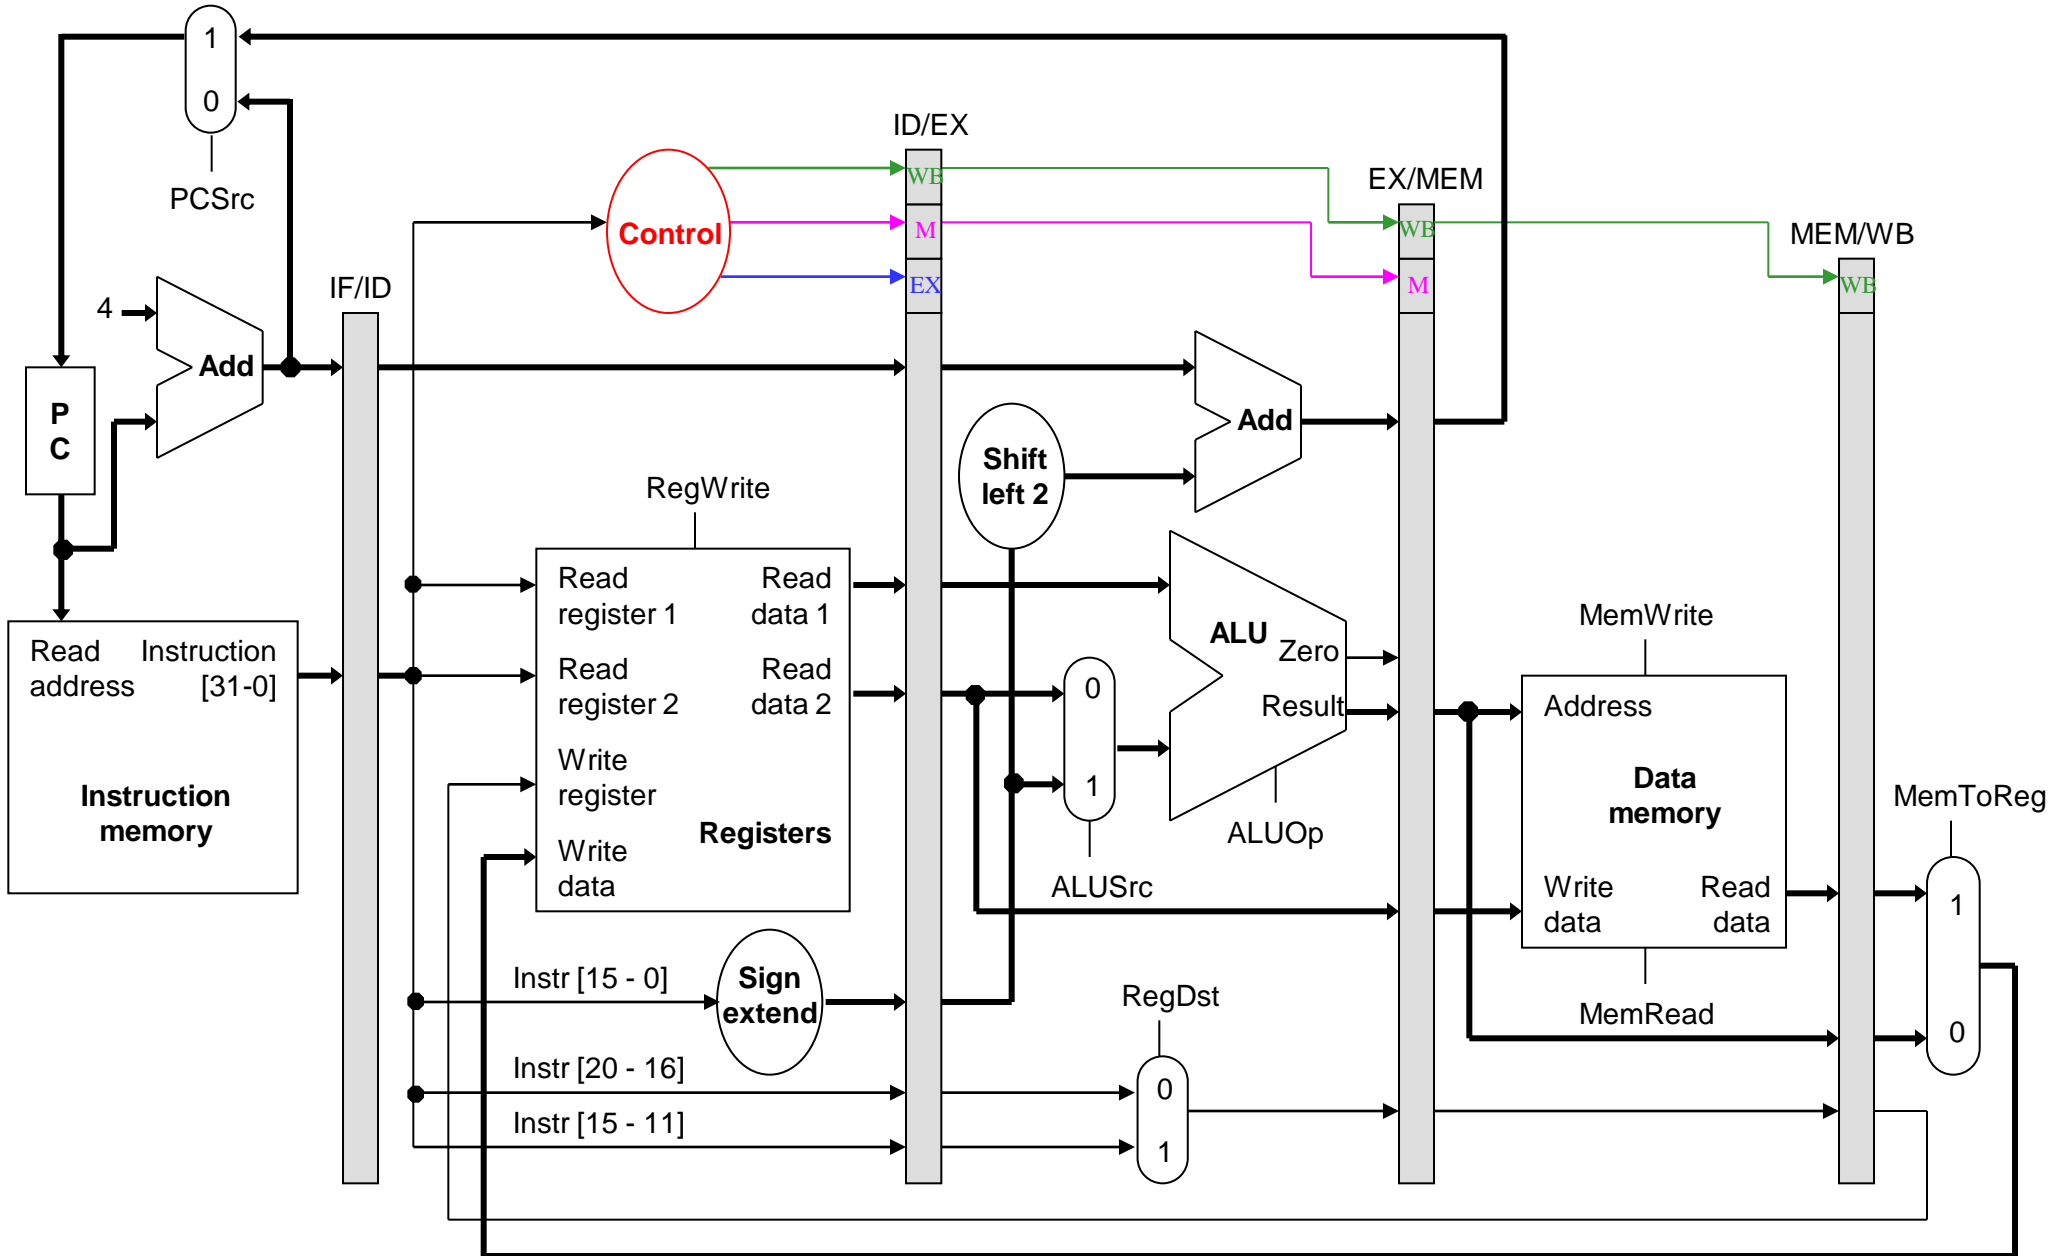 1
0
PCSrc
ID/EX
WB
M
EX
Control
EX/MEM
WB
M
MEM/WB
WB
IF/ID
4
Add
P
C
Add
Shift
left 2
RegWrite
Read
register 1
Read
data 1
Read
register 2
Read
data 2
Write
register
Write
data
Registers
Read
address
Instruction
[31-0]
Instruction
memory
ALU
Zero
Result
ALUOp
0
1
ALUSrc
MemWrite
Address
Data
memory
Write
data
Read
data
MemRead
MemToReg
1
0
Instr [15 - 0]
Sign
extend
RegDst
Instr [20 - 16]
Instr [15 - 11]
0
1